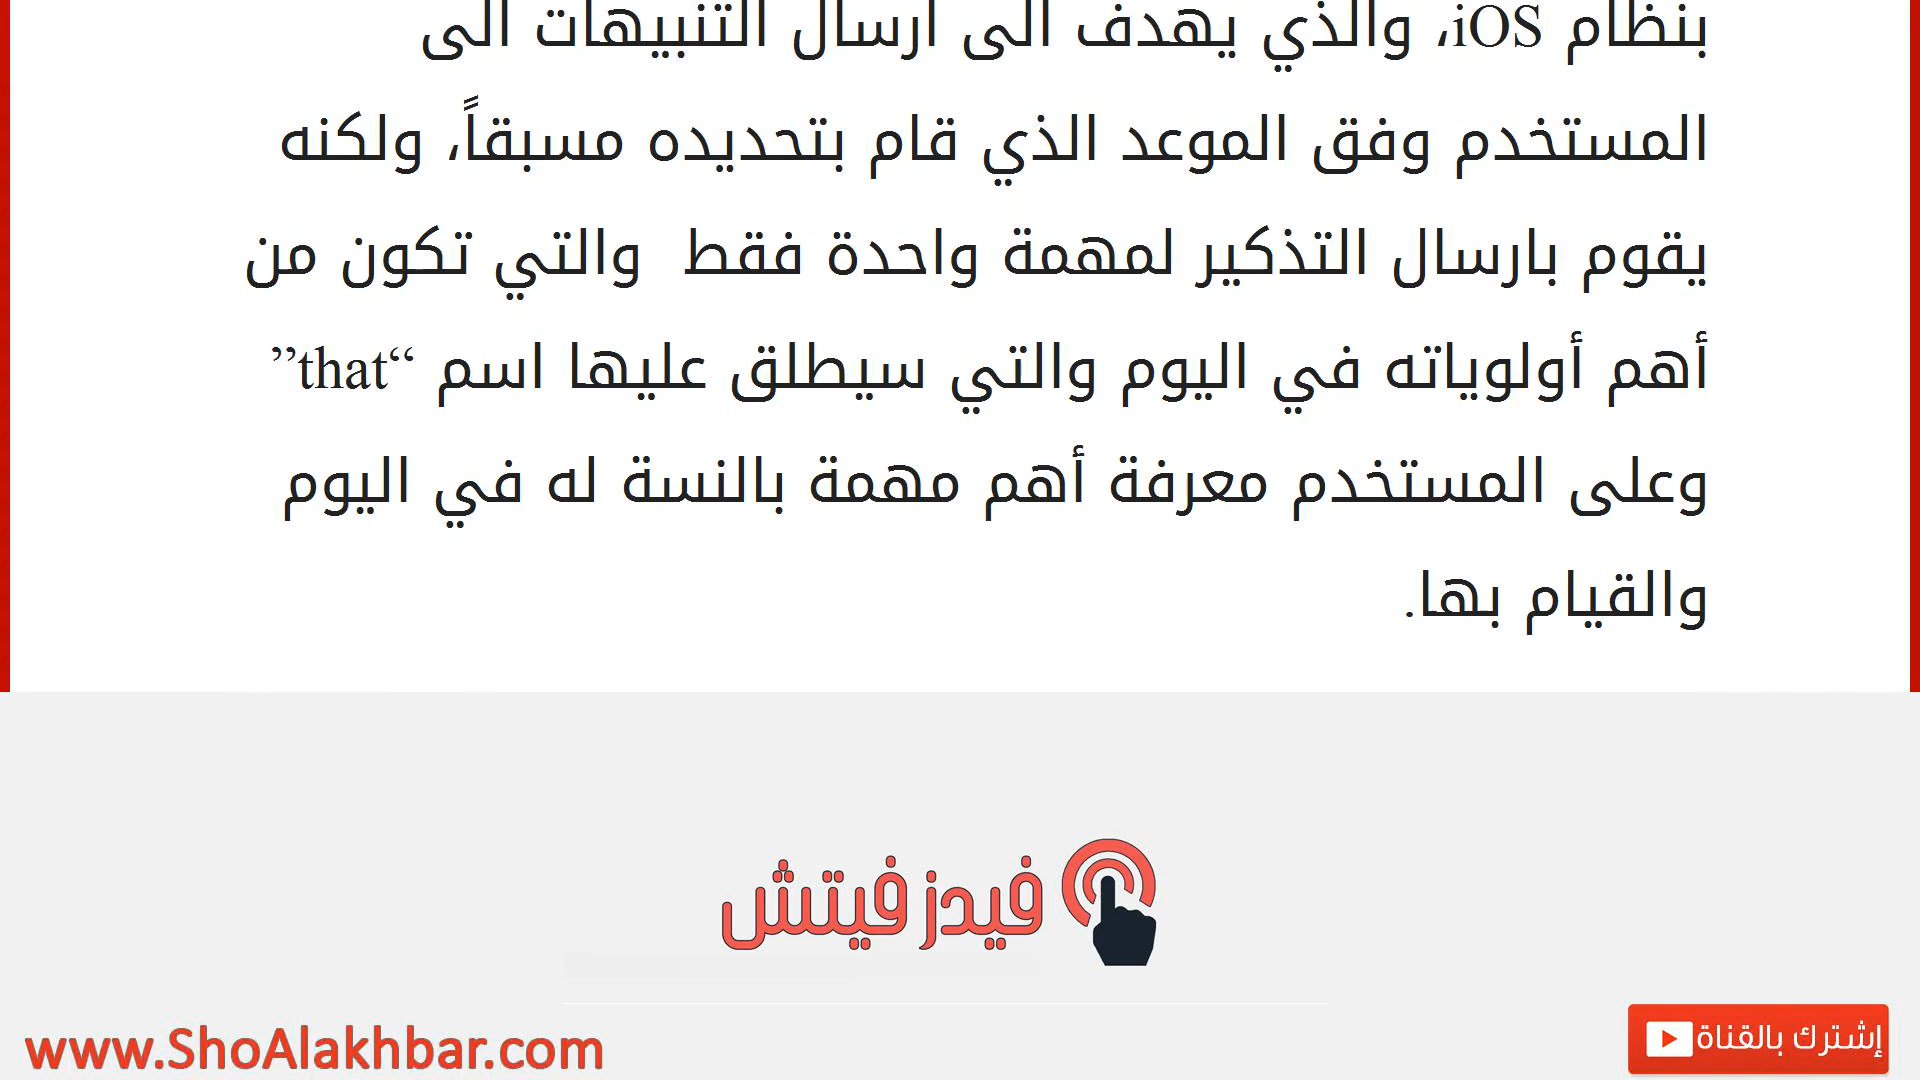 بنظام iOS، والذي يهدف الى ارسال التنبيهات الى
المستخدم وفق الموعد الذي قام بتحديده مسبقاً، ولكنه
يقوم بارسال التذكير لمهمة واحدة فقط  والتي تكون من
أهم أولوياته في اليوم والتي سيطلق عليها اسم “that”
وعلى المستخدم معرفة أهم مهمة بالنسة له في اليوم
والقيام بها.
فيدز فيتش
www.ShoAlakhbar.com
إشترك بالقناة